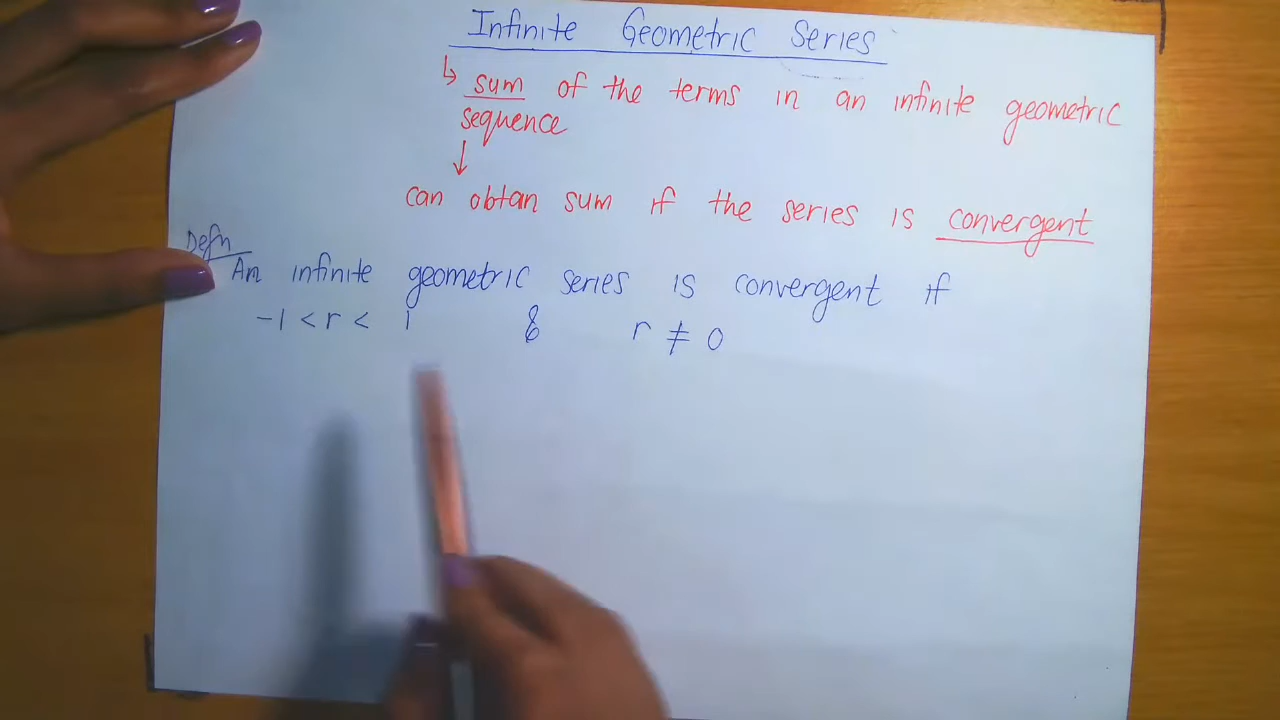 Infinite Geometric Series
↳ sum of the terms in an infinite geometric
sequence
↓
can obtan sum if the series is convergent
Defn
An infinite geometric series is convergent if
-1 < r < 1 & r ≠ 0